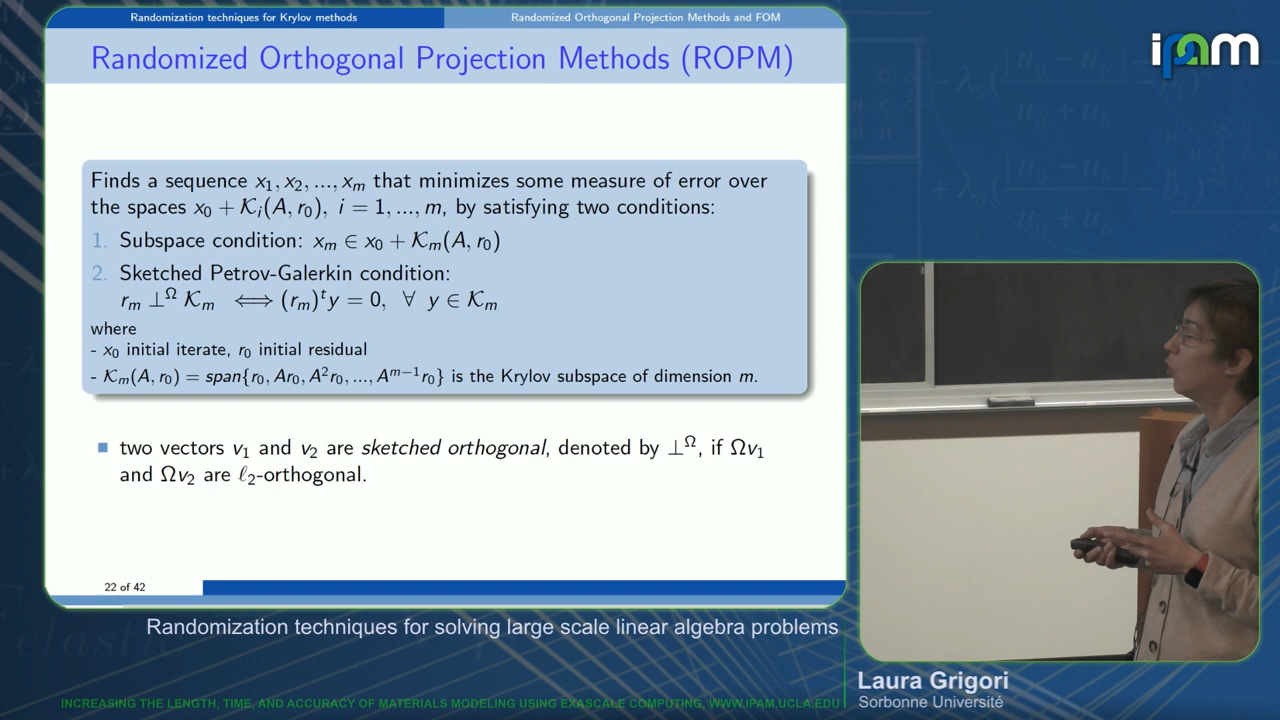 Randomization techniques for Krylov methods
Randomized Orthogonal Projection Methods and FOM
Randomized Orthogonal Projection Methods (ROPM)
ipam
Finds a sequence x₁, x₂, ..., xₘ that minimizes some measure of error over
the spaces x₀ + 𝒦ᵢ(A, r₀), i = 1, ..., m, by satisfying two conditions:
1. Subspace condition: xₘ ∈ x₀ + 𝒦ₘ(A, r₀)
2. Sketched Petrov-Galerkin condition:
rₘ ⊥^Ω 𝒦ₘ ⟺ (rₘ)ᵗy = 0, ∀ y ∈ 𝒦ₘ
where
- x₀ initial iterate, r₀ initial residual
- 𝒦ₘ(A, r₀) = span{r₀, Ar₀, A²r₀, ..., Aᵐ⁻¹r₀} is the Krylov subspace of dimension m.
two vectors v₁ and v₂ are sketched orthogonal, denoted by ⊥^Ω, if Ωv₁
and Ωv₂ are ℓ₂-orthogonal.
22 of 42
Randomization techniques for solving large scale linear algebra problems
Laura Grigori
Sorbonne Université
INCREASING THE LENGTH, TIME, AND ACCURACY OF MATERIALS MODELING USING EXASCALE COMPUTING, WWW.IPAM.UCLA.EDU